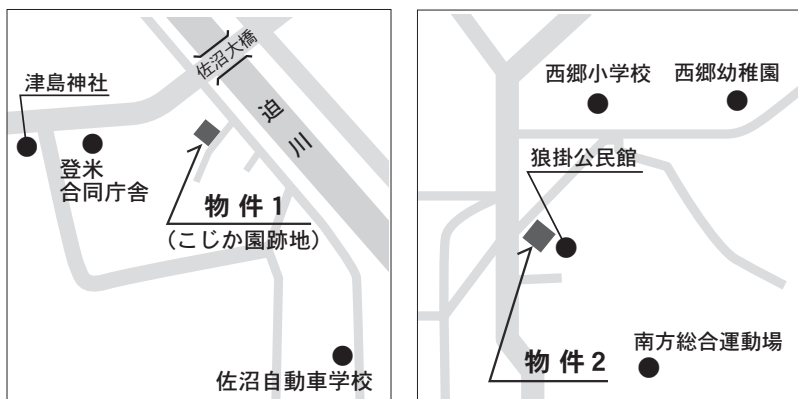 佐沼大橋
津島神社
迫川
登米
合同庁舎
物件1
(こじか園跡地)
佐沼自動車学校
西郷小学校
西郷幼稚園
狼掛公民館
南方総合運動場
物件2